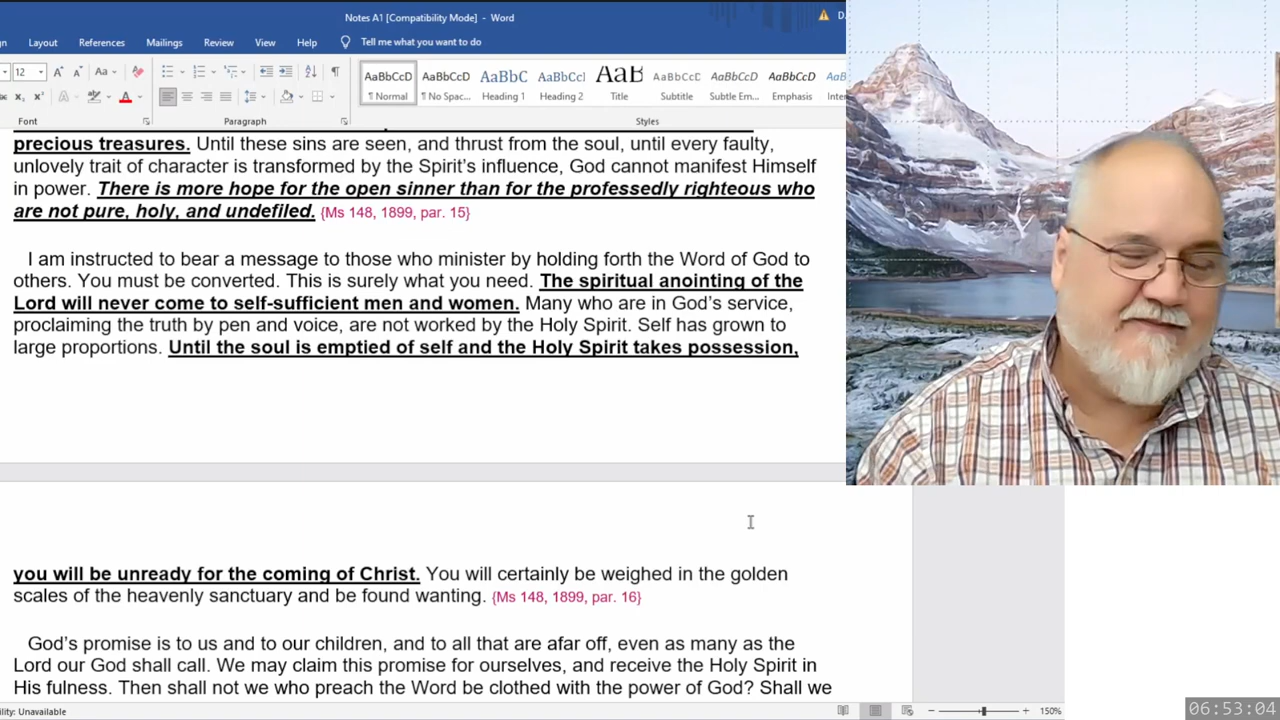 Notes A1 [Compatibility Mode] - Word
Layout References Mailings Review View Help Tell me what you want to do
12 Aa
AaBbCcD AaBbCcD AaBbC AaBbCcl AaB AaBbCcD AaBbCcD AaBbCcD
¶ Normal ¶ No Spac... Heading 1 Heading 2 Title Subtitle Subtle Em... Emphasis Inter
Font Paragraph Styles
precious treasures. Until these sins are seen, and thrust from the soul, until every faulty,
unlovely trait of character is transformed by the Spirit’s influence, God cannot manifest Himself
in power. There is more hope for the open sinner than for the professedly righteous who
are not pure, holy, and undefiled. {Ms 148, 1899, par. 15}
I am instructed to bear a message to those who minister by holding forth the Word of God to
others. You must be converted. This is surely what you need. The spiritual anointing of the
Lord will never come to self-sufficient men and women. Many who are in God’s service,
proclaiming the truth by pen and voice, are not worked by the Holy Spirit. Self has grown to
large proportions. Until the soul is emptied of self and the Holy Spirit takes possession,
you will be unready for the coming of Christ. You will certainly be weighed in the golden
scales of the heavenly sanctuary and be found wanting. {Ms 148, 1899, par. 16}
God’s promise is to us and to our children, and to all that are afar off, even as many as the
Lord our God shall call. We may claim this promise for ourselves, and receive the Holy Spirit in
His fulness. Then shall not we who preach the Word be clothed with the power of God? Shall we
bility: Unavailable 150%
06:53:04